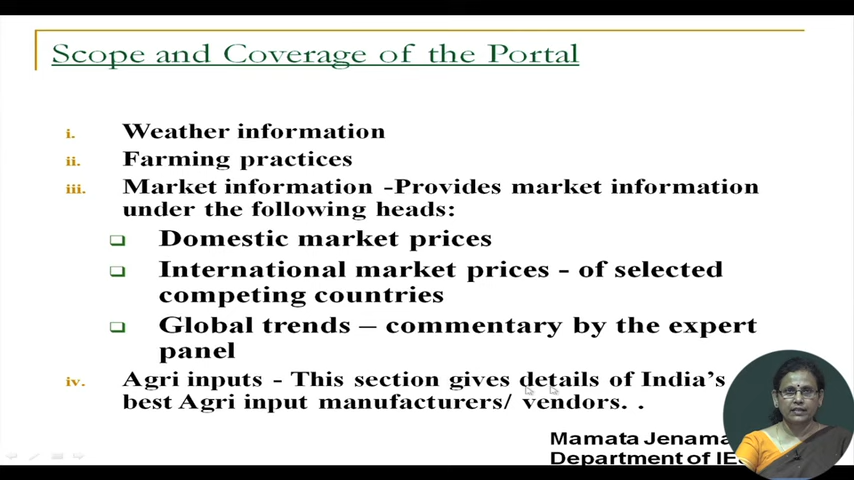 Scope and Coverage of the Portal
i. Weather information
ii. Farming practices
iii. Market information -Provides market information
under the following heads:
Domestic market prices
International market prices - of selected
competing countries
Global trends – commentary by the expert
panel
iv. Agri inputs - This section gives details of India's
best Agri input manufacturers/ vendors. .
Mamata
Department of